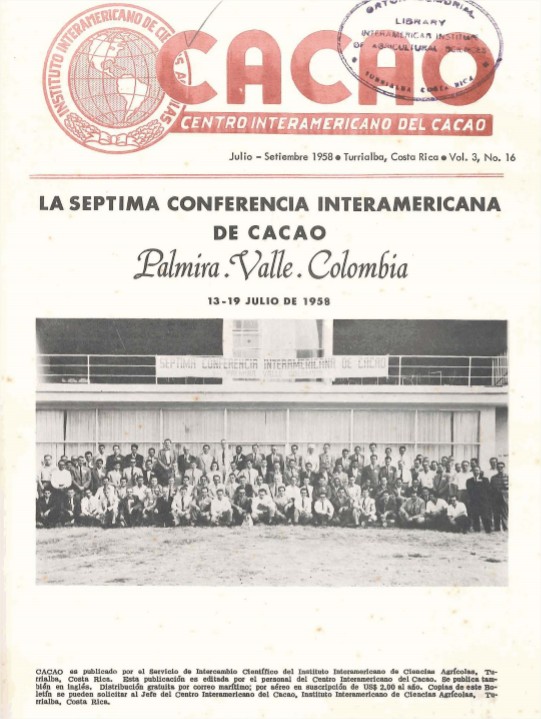 INSTITUTO INTERAMERICANO DE CIENCIAS AGRICOLAS
CACAO
CENTRO INTERAMERICANO DEL CACAO
ORTON MEMORIAL
LIBRARY
INTERAMERICAN INSTITUTE
OF AGRICULTURAL SCIENCES
TURRIALBA COSTA RICA
Julio - Setiembre 1958 • Turrialba, Costa Rica • Vol. 3, No. 16
LA SEPTIMA CONFERENCIA INTERAMERICANA
DE CACAO
Palmira . Valle . Colombia
13-19 JULIO DE 1958
SEPTIMA CONFERENCIA INTERAMERICANA DE CACAO
CACAO es publicado por el Servicio de Intercambio Científico del Instituto Interamericano de Ciencias Agrícolas, Tu-
rrialba, Costa Rica. Esta publicación es editada por el personal del Centro Interamericano del Cacao. Se publica tam-
bién en inglés. Distribución gratuita por correo marítimo; por aéreo en suscripción de US$ 2.00 al año. Copias de este Bo-
letín se pueden solicitar al Jefe del Centro Interamericano del Cacao, Instituto Interamericano de Ciencias Agrícolas, Tu-
rrialba, Costa Rica.